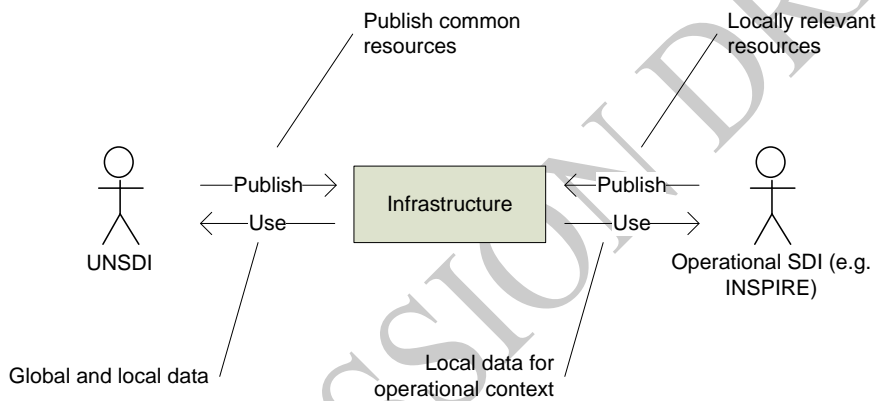 Publish common
resources
Locally relevant
resources
Publish
Publish
Infrastructure
Use
Use
UNSDI
Operational SDI (e.g.
INSPIRE)
Global and local data
Local data for
operational context